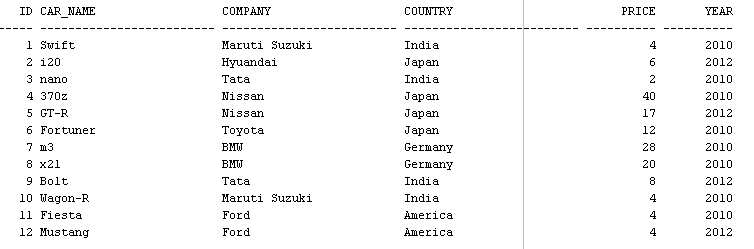 ID CAR_NAME COMPANY COUNTRY PRICE YEAR
1 Swift Maruti Suzuki India 4 2010
2 i20 Hyuandai Japan 6 2012
3 nano Tata India 2 2010
4 370z Nissan Japan 40 2010
5 GT-R Nissan Japan 17 2012
6 Fortuner Toyota Japan 12 2010
7 m3 BMW Germany 28 2010
8 x21 BMW Germany 20 2010
9 Bolt Tata India 8 2012
10 Wagon-R Maruti Suzuki India 4 2010
11 Fiesta Ford America 4 2010
12 Mustang Ford America 4 2012